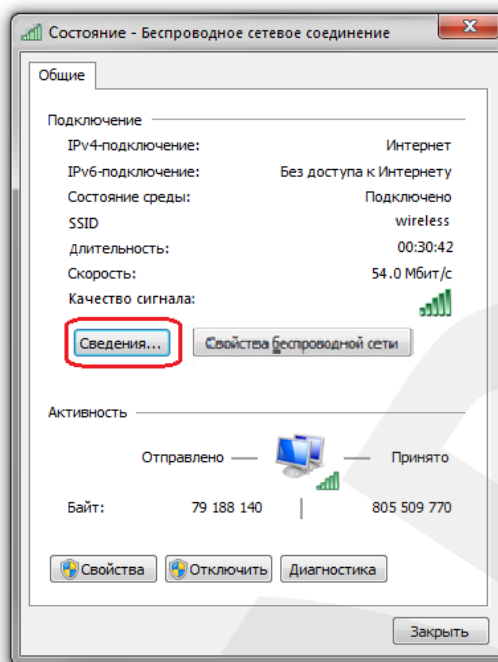 Состояние - Беспроводное сетевое соединение
Общие
Подключение
IPv4-подключение: Интернет
IPv6-подключение: Без доступа к Интернету
Состояние среды: Подключено
SSID wireless
Длительность: 00:30:42
Скорость: 54.0 Мбит/с
Качество сигнала:
Сведения... Свойства беспроводной сети
Активность
Отправлено — — Принято
Байт: 79 188 140 805 509 770
Свойства Отключить Диагностика
Закрыть